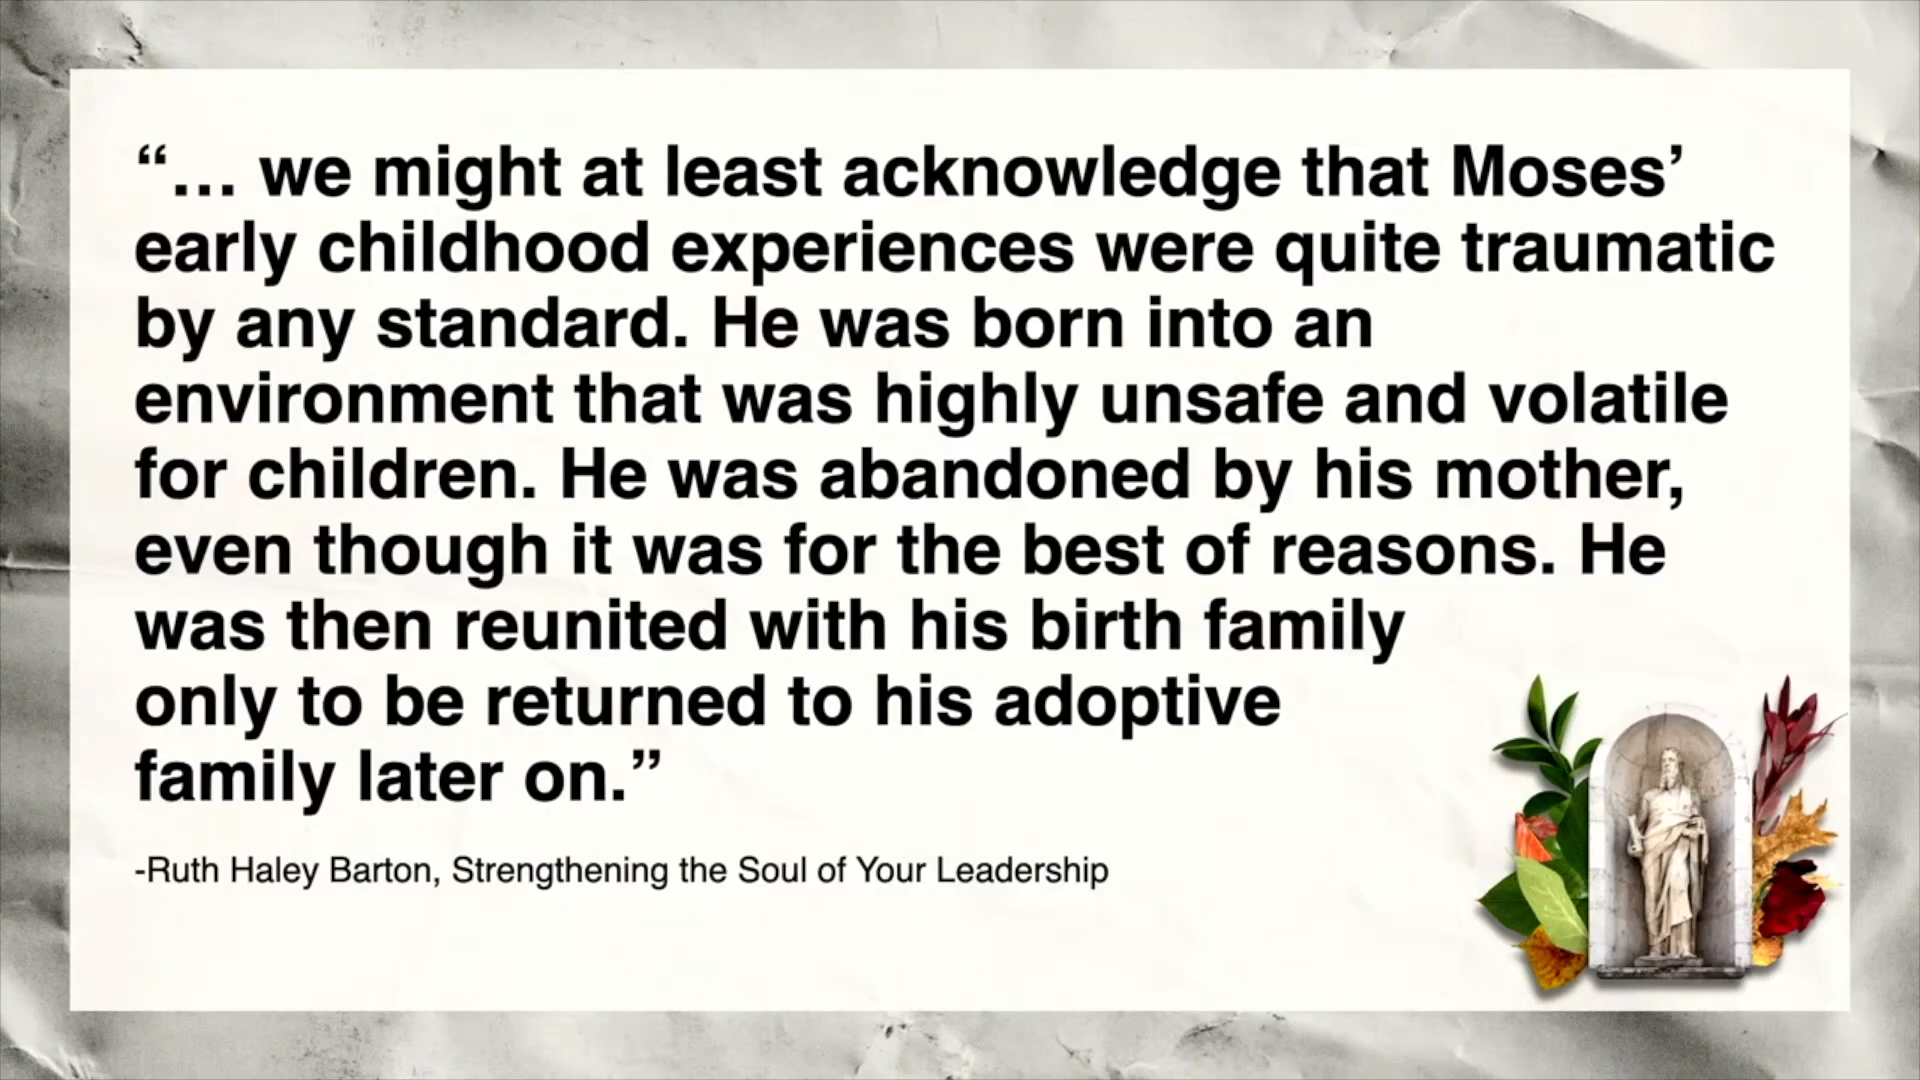 “… we might at least acknowledge that Moses’
early childhood experiences were quite traumatic
by any standard. He was born into an
environment that was highly unsafe and volatile
for children. He was abandoned by his mother,
even though it was for the best of reasons. He
was then reunited with his birth family
only to be returned to his adoptive
family later on.”
-Ruth Haley Barton, Strengthening the Soul of Your Leadership